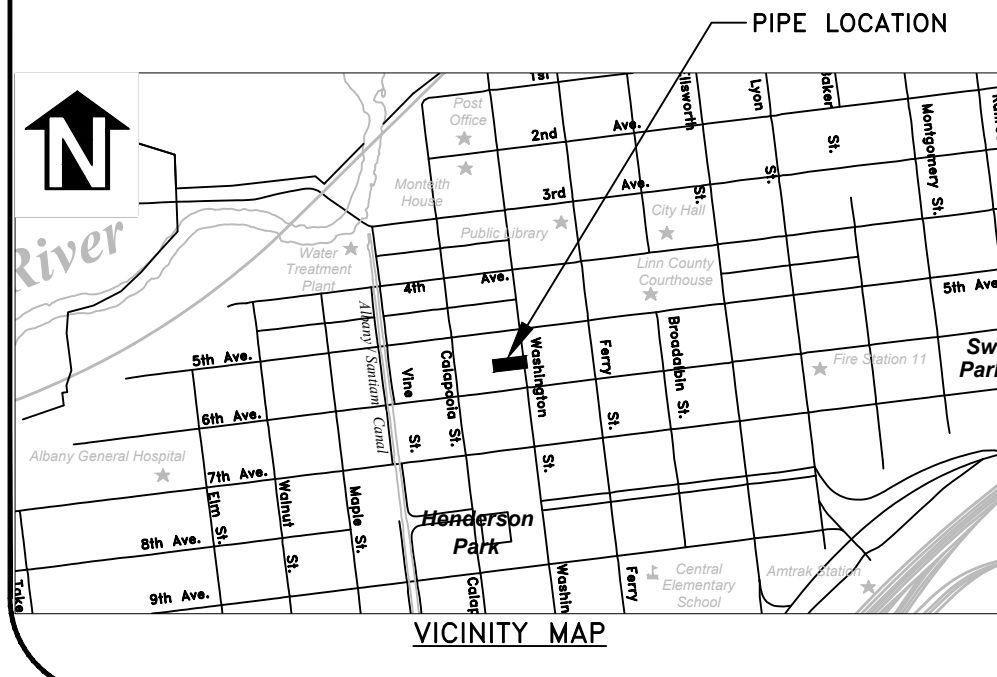 PIPE LOCATION
N
1st
2nd Ave.
3rd Ave.
4th Ave.
5th Ave.
5th Ave.
6th Ave.
7th Ave.
8th Ave.
9th Ave.
Post
Office
Monteith
House
Public Library
City Hall
Linn County
Courthouse
Water
Treatment
Plant
River
Albany / Santiam Canal
Fire Station 11
Sw
Park
Albany General Hospital
Henderson
Park
Central
Elementary
School
Amtrak Station
Elm St.
Walnut St.
Maple St.
Vine St.
Calapooia St.
Calap
Washington St.
Washin
Ferry St.
Ferry
Broadalbin St.
llsworth St.
Lyon St.
Baker St.
Montgomery St.
VICINITY MAP